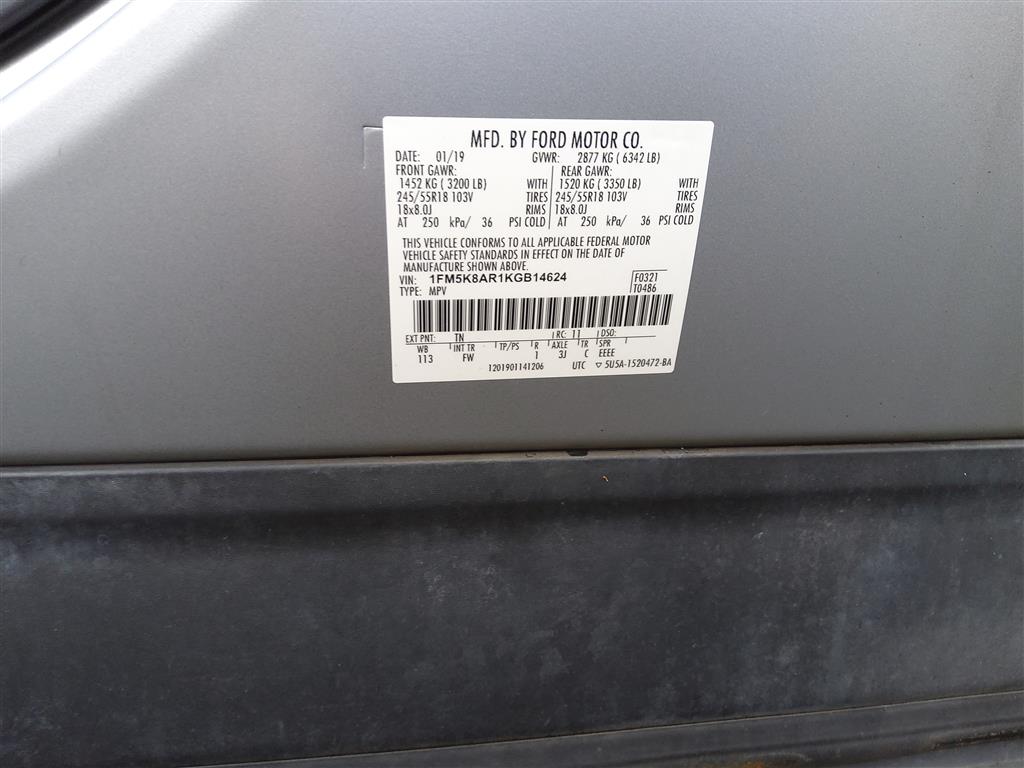 MFD. BY FORD MOTOR CO.
DATE: 01/19 GVWR: 2877 KG ( 6342 LB)
FRONT GAWR: REAR GAWR:
1452 KG ( 3200 LB) WITH 1520 KG ( 3350 LB) WITH
245/55R18 103V TIRES 245/55R18 103V TIRES
18x8.0J RIMS 18x8.0J RIMS
AT 250 kPa/ 36 PSI COLD AT 250 kPa/ 36 PSI COLD
THIS VEHICLE CONFORMS TO ALL APPLICABLE FEDERAL MOTOR
VEHICLE SAFETY STANDARDS IN EFFECT ON THE DATE OF
MANUFACTURE SHOWN ABOVE.
VIN: 1FM5K8AR1KGB14624 F0321
TYPE: MPV T0486
EXT PNT: TN RC: 11 DSO:
WB INT TR TP/PS R AXLE TR SPR
113 FW 1 3J C EEEE
1201901141206 UTC ▽ 5U5A-1520472-BA